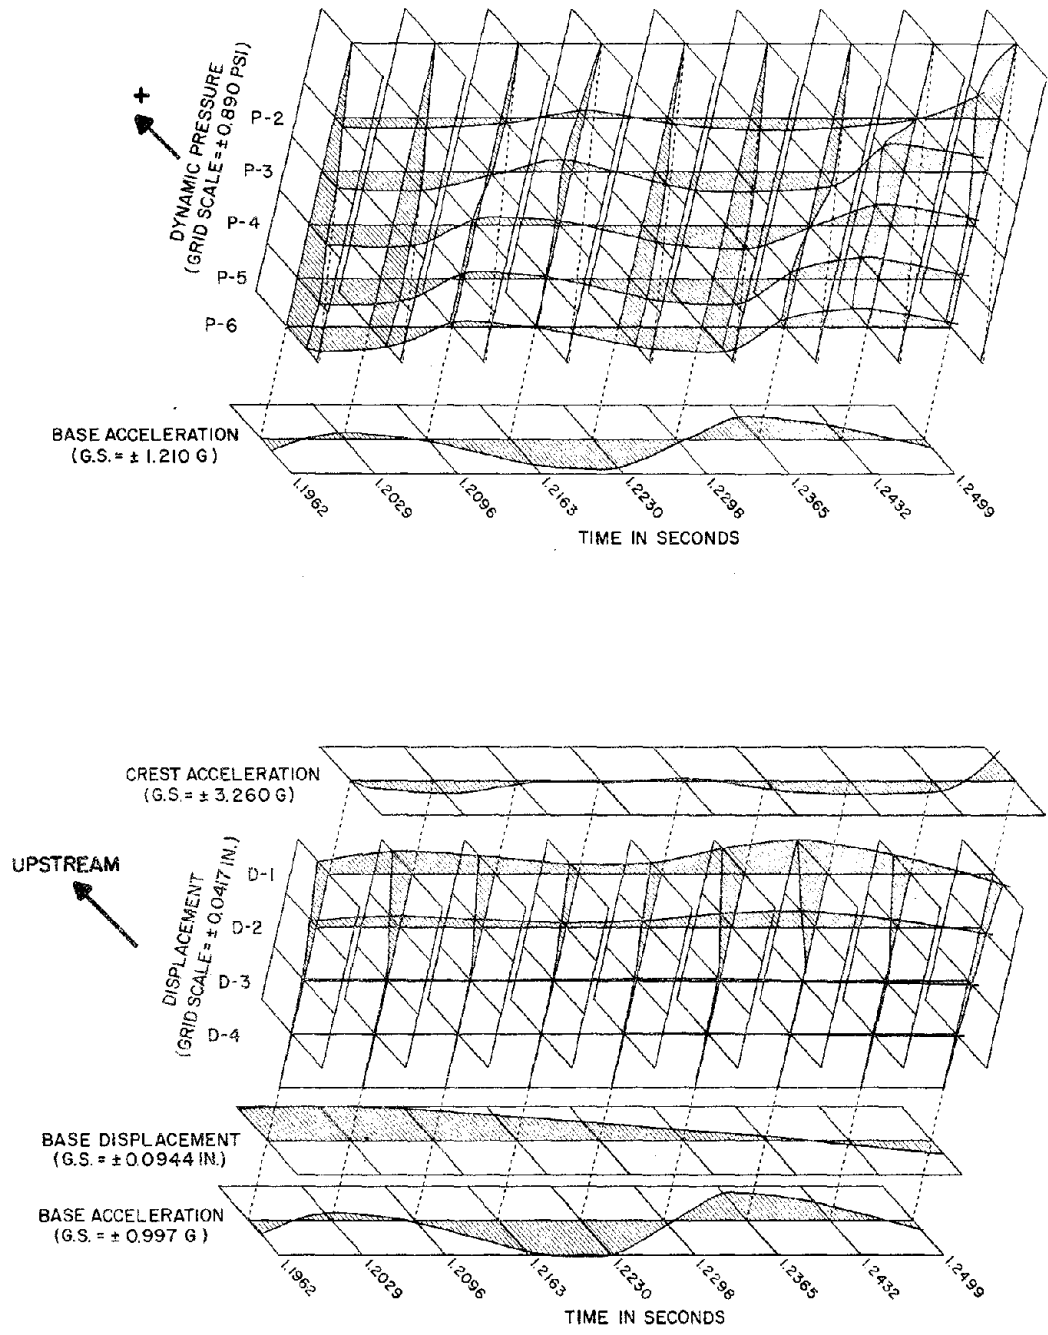 +
DYNAMIC PRESSURE
(GRID SCALE = ± 0.890 PSI)
P-2
P-3
P-4
P-5
P-6
BASE ACCELERATION
(G.S. = ± 1.210 G)
1.1962
1.2029
1.2096
1.2163
1.2230
1.2298
1.2365
1.2432
1.2499
TIME IN SECONDS
CREST ACCELERATION
(G.S. = ± 3.260 G)
UPSTREAM
DISPLACEMENT
(GRID SCALE = ± 0.0417 IN.)
D-1
D-2
D-3
D-4
BASE DISPLACEMENT
(G.S. = ± 0.0944 IN.)
BASE ACCELERATION
(G.S. = ± 0.997 G)
1.1962
1.2029
1.2096
1.2163
1.2230
1.2298
1.2365
1.2432
1.2499
TIME IN SECONDS